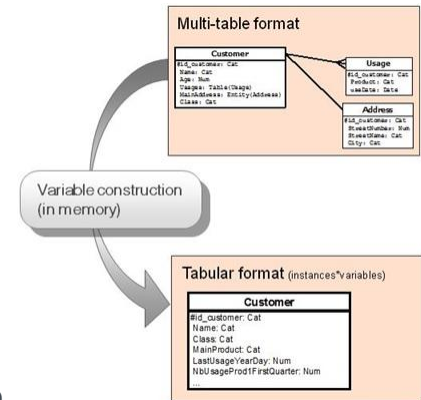 Multi-table format
Customer
#id_customer: Cat
Name: Cat
Age: Num
Usages: Table(Usage)
MainAddress: Entity(Address)
Class: Cat
Usage
#id_customer: Cat
Product: Cat
useDate: Date
Address
#id_customer: Cat
StreetNumber: Num
StreetName: Cat
City: Cat
Variable construction
(in memory)
Tabular format (instances*variables)
Customer
#id_customer: Cat
Name: Cat
Class: Cat
MainProduct: Cat
LastUsageYearDay: Num
NbUsageProd1FirstQuarter: Num
...